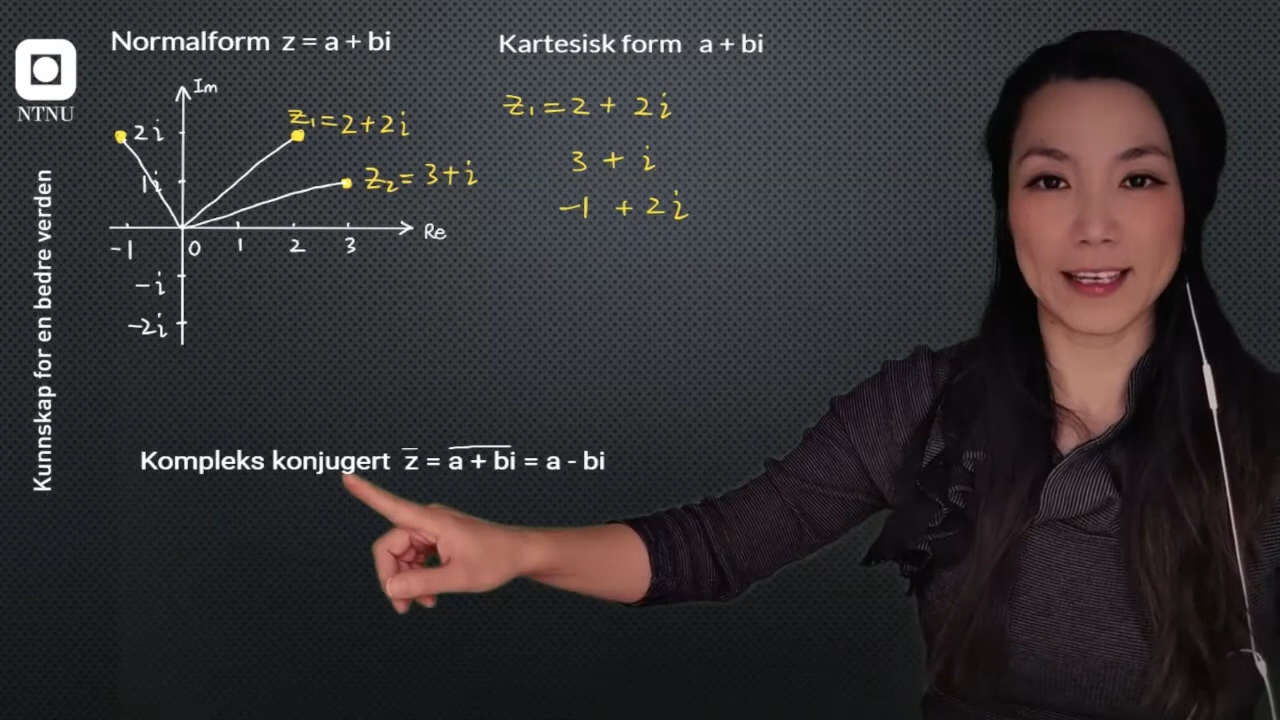 Normalform z = a + bi
Kartesisk form a + bi
NTNU
Kunnskap for en bedre verden
Im
2i
1i
z₁=2+2i
z₂=3+i
Re
-1 0 1 2 3
-i
-2i
z₁=2+ 2i
3 + i
-1 + 2i
Kompleks konjugert z̅ = a̅ ̅+̅ ̅b̅i̅ = a - bi